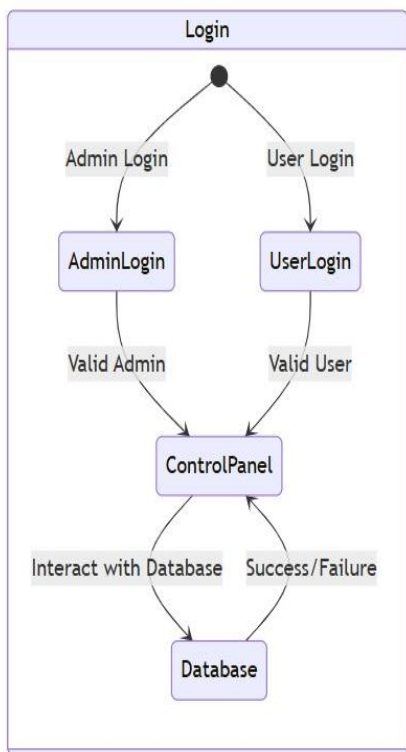 Login
Admin Login
User Login
AdminLogin
UserLogin
Valid Admin
Valid User
ControlPanel
Interact with Database
Success/Failure
Database